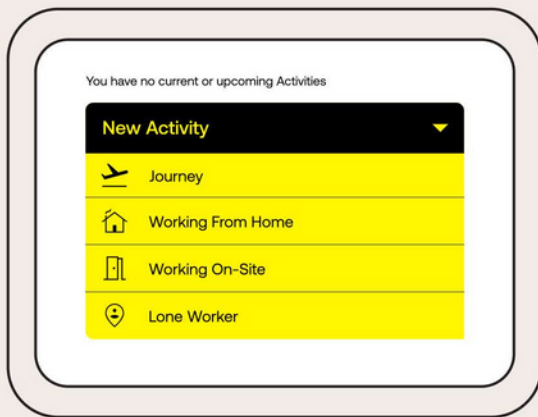 You have no current or upcoming Activities
New Activity
Journey
Working From Home
Working On-Site
Lone Worker